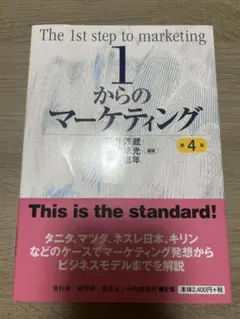 The 1st step to marketing
1
からの
マーケティング
第4版
編著
This is the standard!
タニタ、マツダ、ネスレ日本、キリン
などのケースでマーケティング発想から
ビジネスモデルまでを解説
本体2,400円+税